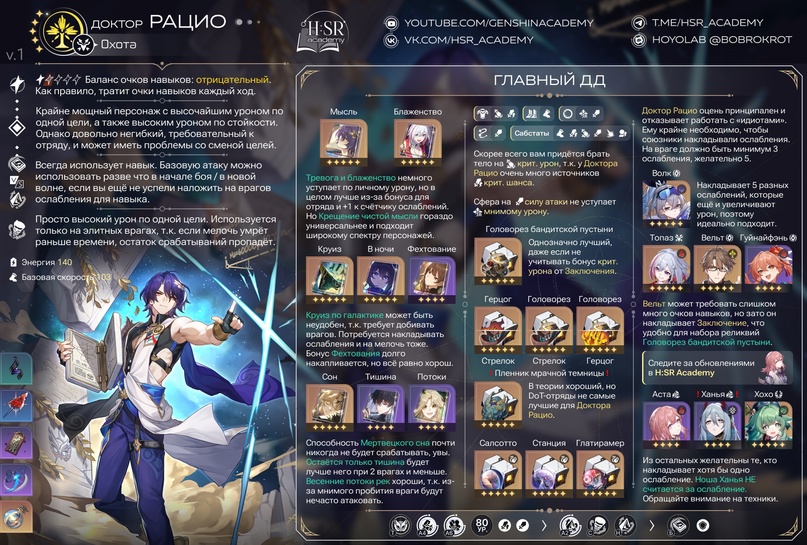 ДОКТОР РАЦИО
Охота
v.1
H:SR
academy
YOUTUBE.COM/GENSHINACADEMY
VK.COM/HSR_ACADEMY
T.ME/HSR_ACADEMY
HOYOLAB @BOBROKROT
Баланс очков навыков: отрицательный.
Как правило, тратит очки навыков каждый ход.
Крайне мощный персонаж с высочайшим уроном по
одной цели, а также высоким уроном по стойкости.
Однако довольно негибкий, требовательный к
отряду, и может иметь проблемы со сменой целей.
Всегда использует навык. Базовую атаку можно
использовать разве что в начале боя / в новой
волне, если вы ещё не успели наложить на врагов
ослабления для навыка.
Просто высокий урон по одной цели. Используется
только на элитных врагах, т.к. если мелочь умрёт
раньше времени, остаток срабатываний пропадёт.
Энергия 140
Базовая скорость 103
ГЛАВНЫЙ ДД
Мысль
Блаженство
Тревога и блаженство немного
уступает по личному урону, но в
целом лучше из-за бонуса для
отряда и +1 к счётчику ослаблений.
Но Крещение чистой мысли гораздо
универсальнее и подходит
широкому спектру персонажей.
Круиз
В ночи
Фехтование
Круиз по галактике может быть
неудобен, т.к. требует добивать
врагов. Потребуется накладывать
ослабления и на мелочь тоже.
Бонус Фехтования долго
накапливается, но всё равно хорош.
Сон
Тишина
Потоки
Способность Мертвецкого сна почти
никогда не будет срабатывать, увы.
Остаётся только тишина будет
лучше него при 2 врагах и меньше.
Весенние потоки рек хороши, т.к. из-
за мнимого пробития враги будут
нечасто атаковать.
Сабстаты
Скорее всего вам придётся брать
тело на крит. урон, т.к. у Доктора
Рацио очень много источников
крит. шанса.
Сфера на силу атаки не уступает
мнимому урону.
Головорез бандитской пустыни
Однозначно лучший,
даже если не
учитывать бонус крит.
урона от Заключения.
Герцог
Головорез
Головорез
Стрелок
Стрелок
Герцог
Пленник мрачной темницы !
В теории хороший, но
DoT-отряды не самые
лучшие для Доктора
Рацио.
Салсотто
Станция
Глатирамер
Доктор Рацио оцень принципален и
отказывает работать с «идиотами».
Ему крайне необходимо, чтобы
союзники накладывали ослабления.
На враге должно быть минимум 3
ослабления, желательно 5.
Волк
Накладывает 5 разных
ослаблений, которые
ещё и увеличивают
урон, поэтому
идеально подходит.
Топаз
Вельт
Гуйнайфэнь
Вельт может требовать слишком
много очков навыков, но зато он
накладывает Заключение, что
удобно для набора реликвий
Головорез бандитской пустыни.
Следите за обновлениями
в H:SR Academy
Аста
! Ханья
Хохо
Из остальных желательны те, кто
накладывает хотя бы одно
ослабление. Ноша Ханья НЕ
считается за ослабление.
Обращайте внимание на техники.
80
УР.